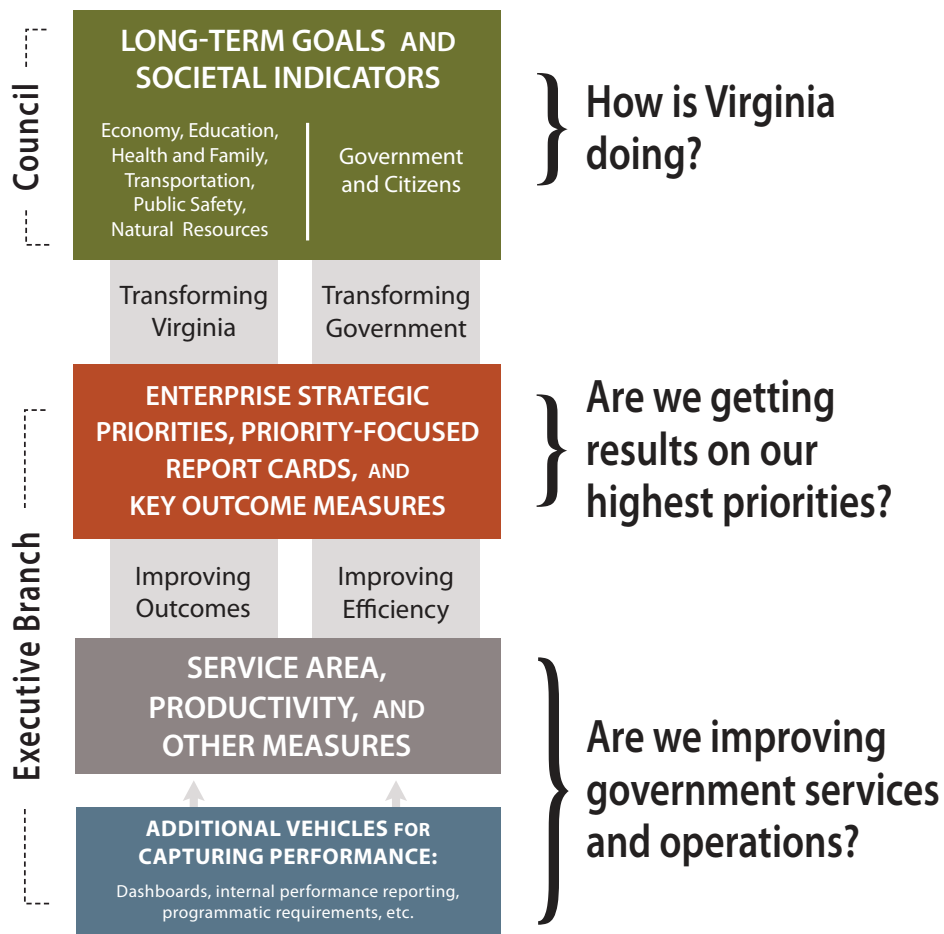 Council
LONG-TERM GOALS AND
SOCIETAL INDICATORS
Economy, Education,
Health and Family,
Transportation,
Public Safety,
Natural Resources
Government
and Citizens
How is Virginia
doing?
Transforming
Virginia
Transforming
Government
Executive Branch
ENTERPRISE STRATEGIC
PRIORITIES, PRIORITY-FOCUSED
REPORT CARDS, AND
KEY OUTCOME MEASURES
Are we getting
results on our
highest priorities?
Improving
Outcomes
Improving
Efficiency
SERVICE AREA,
PRODUCTIVITY, AND
OTHER MEASURES
ADDITIONAL VEHICLES FOR
CAPTURING PERFORMANCE:
Dashboards, internal performance reporting,
programmatic requirements, etc.
Are we improving
government services
and operations?